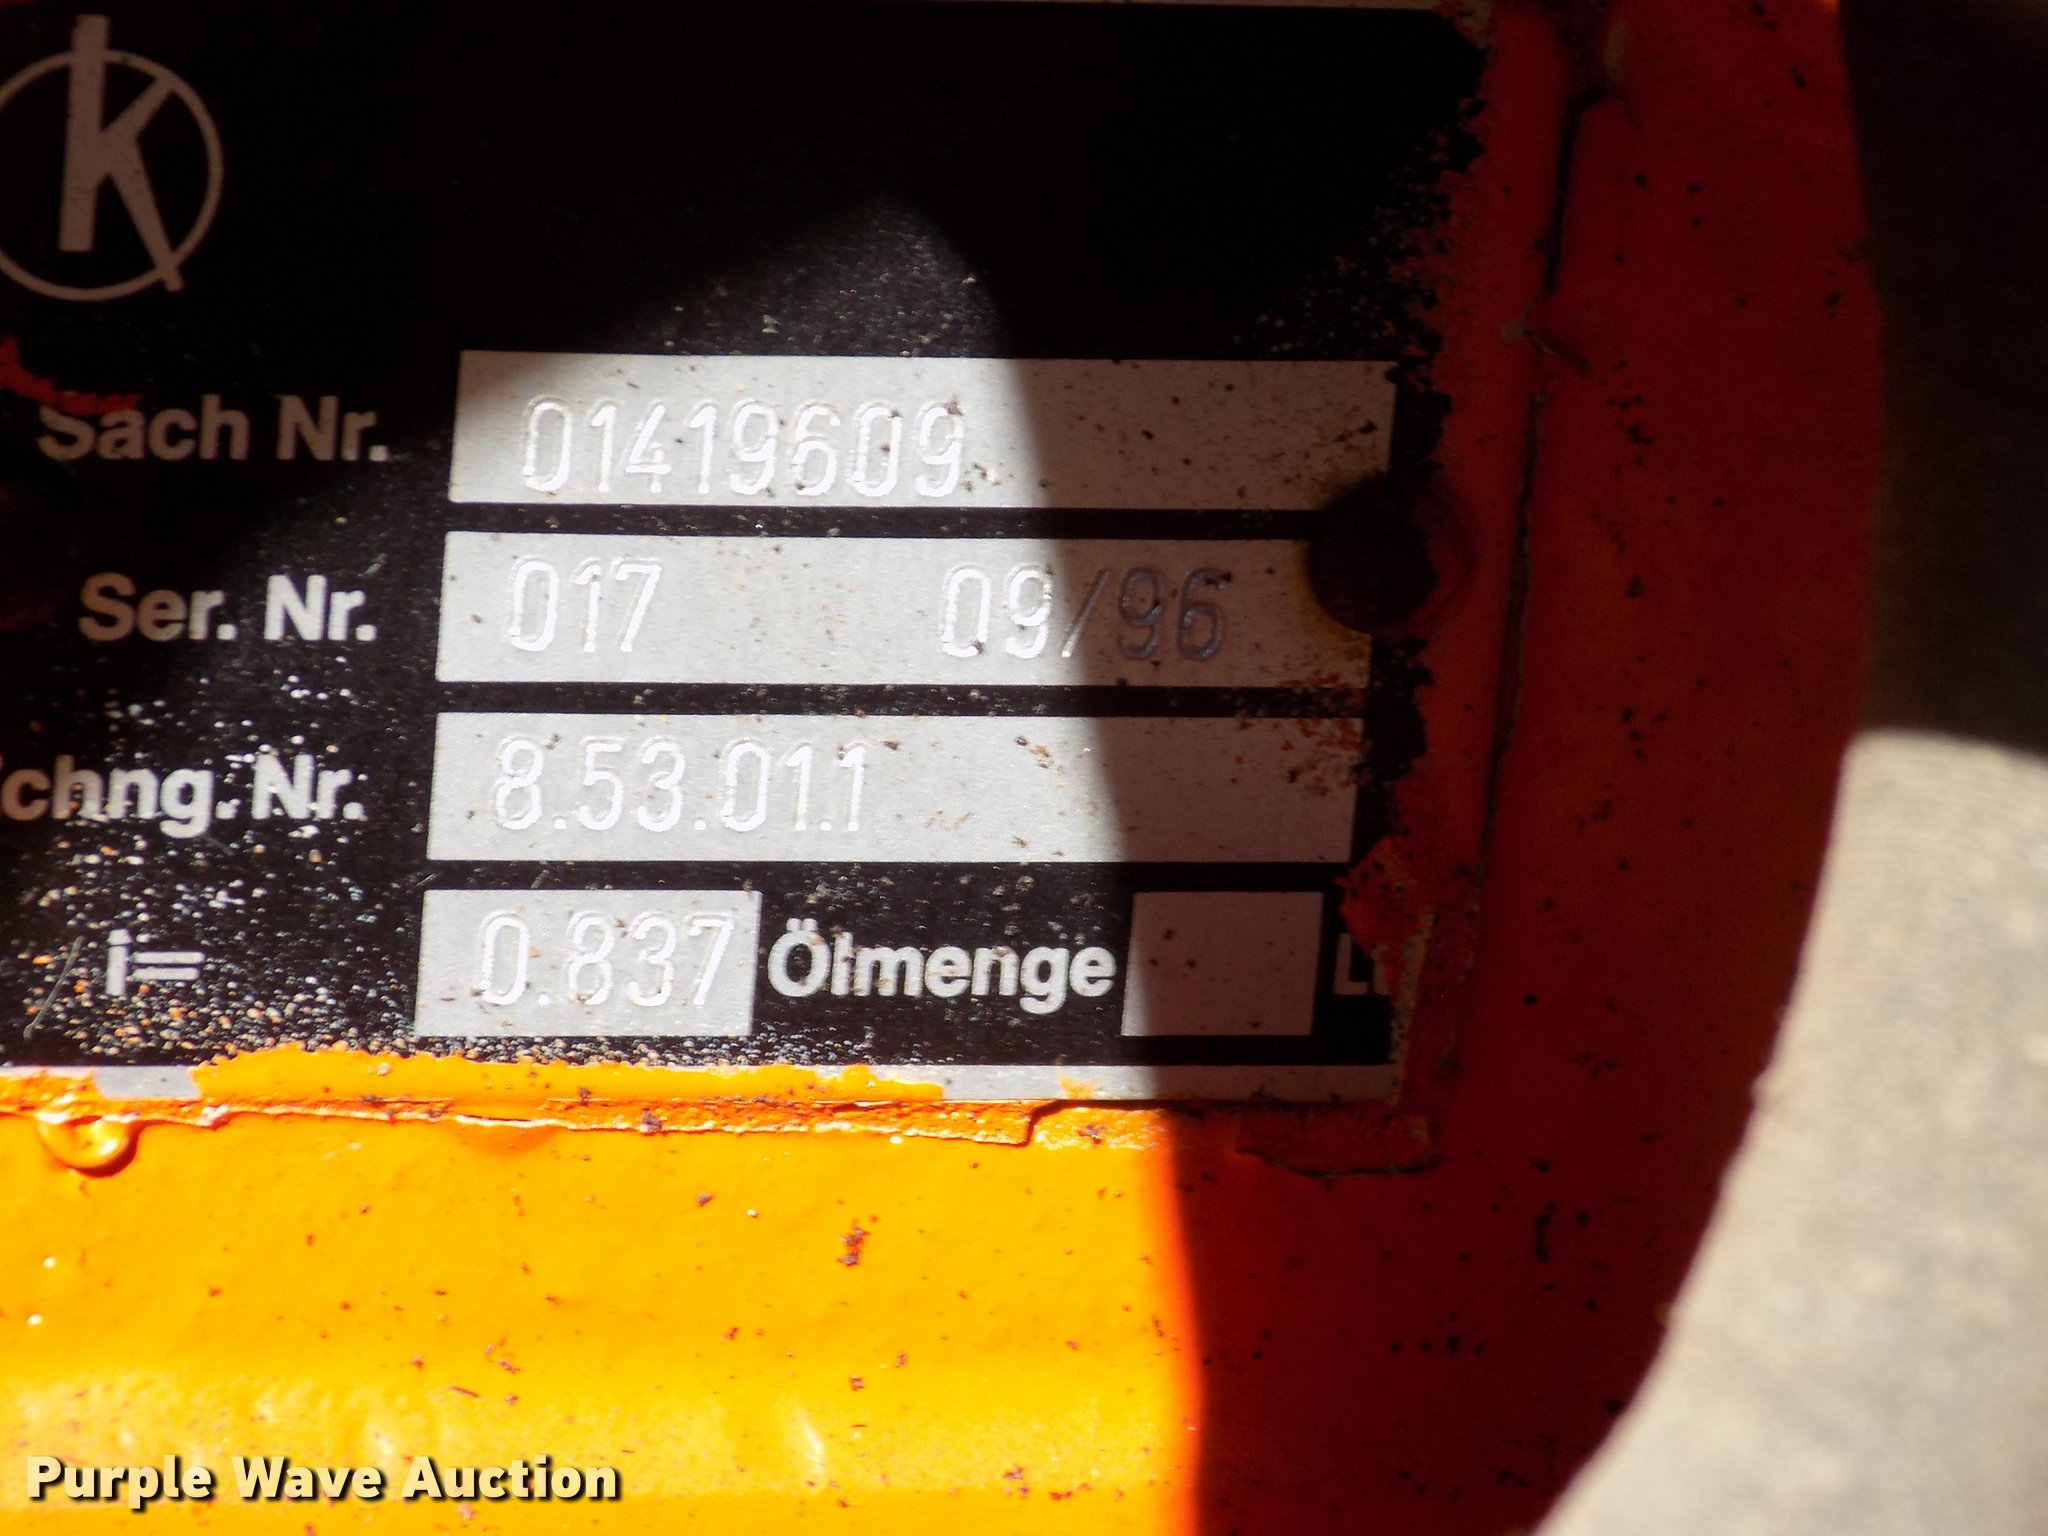 K
Sach Nr. 01419609
Ser. Nr. 017 09/96
chng. Nr. 8.53.01.1
i= 0.837 Ölmenge
Purple Wave Auction